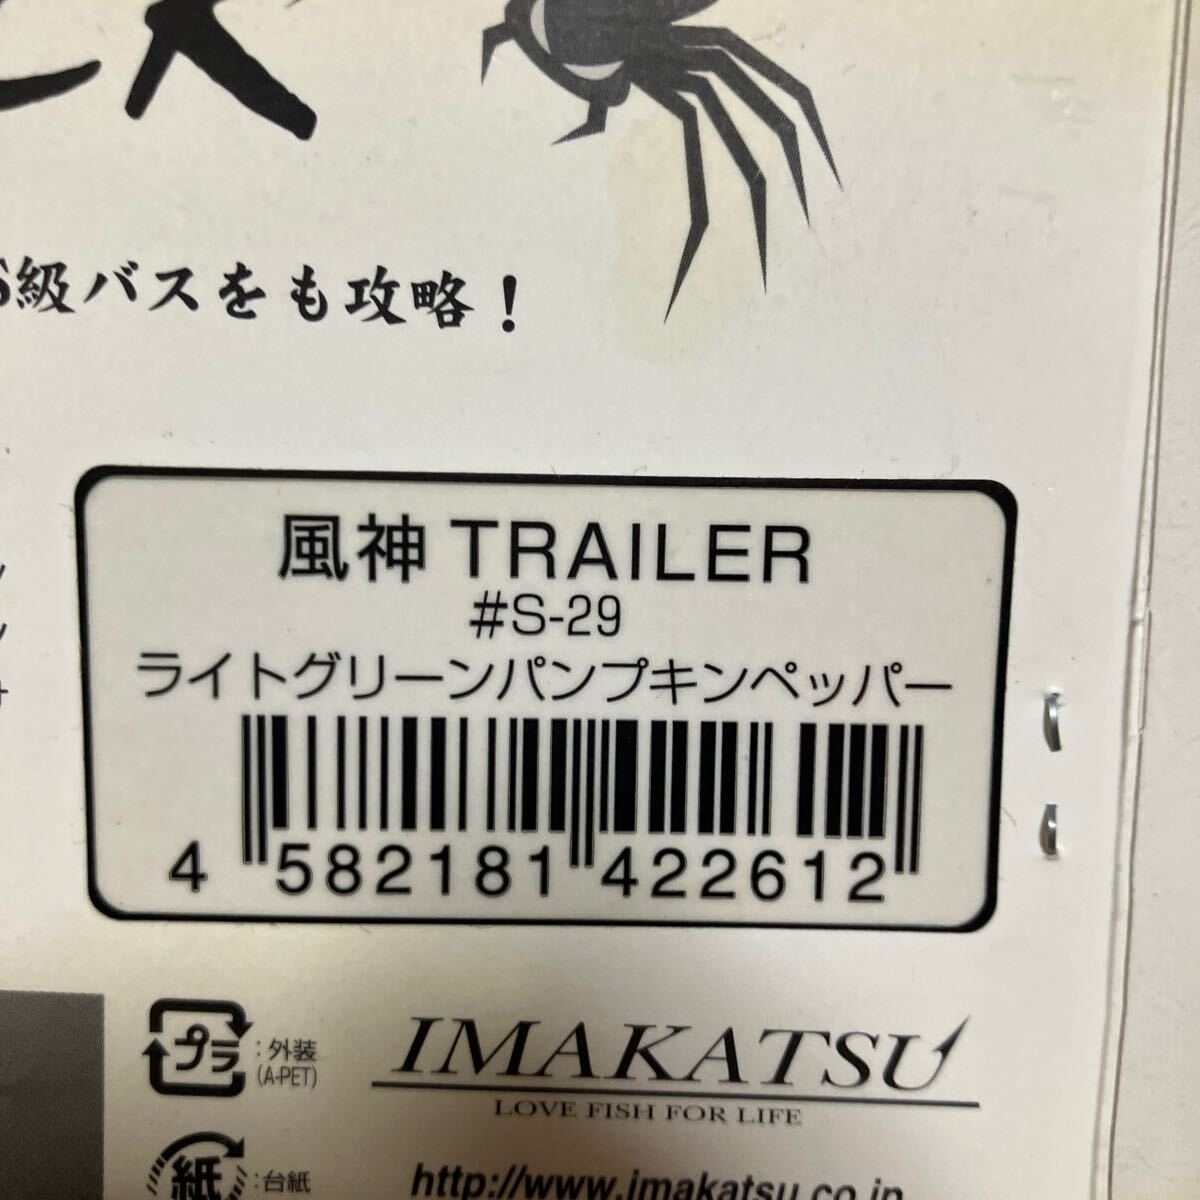 級バスをも攻略！
風神 TRAILER
#S-29
ライトグリーンパンプキンペッパー
4 582181 422612
プラ :外装
(A-PET)
IMAKATSU
LOVE FISH FOR LIFE
紙 :台紙
http://www.imakatsu.co.jp